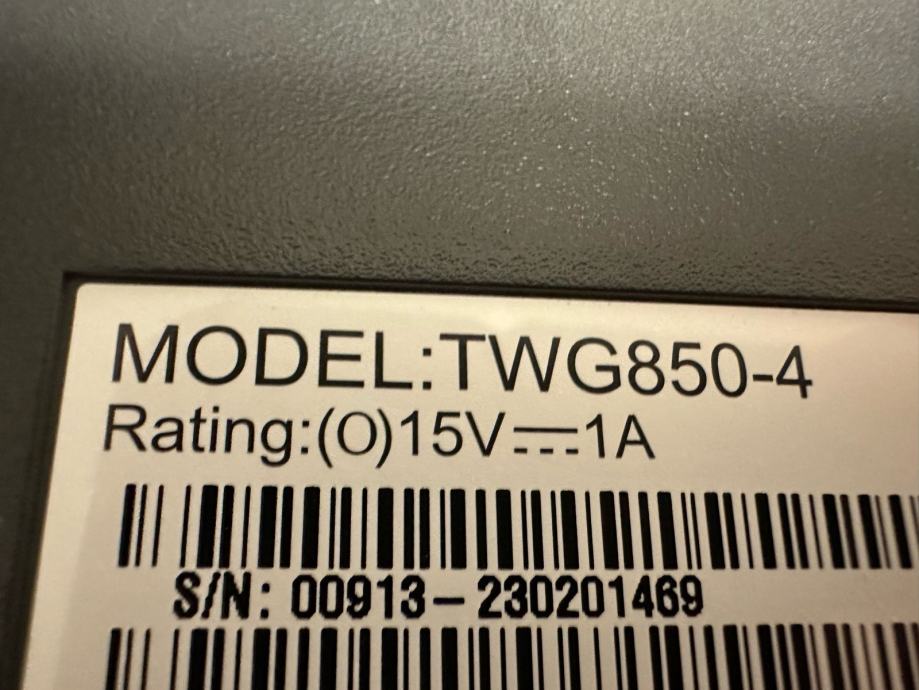 MODEL:TWG850-4
Rating:(O)15V⎓1A
S/N: 00913-230201469